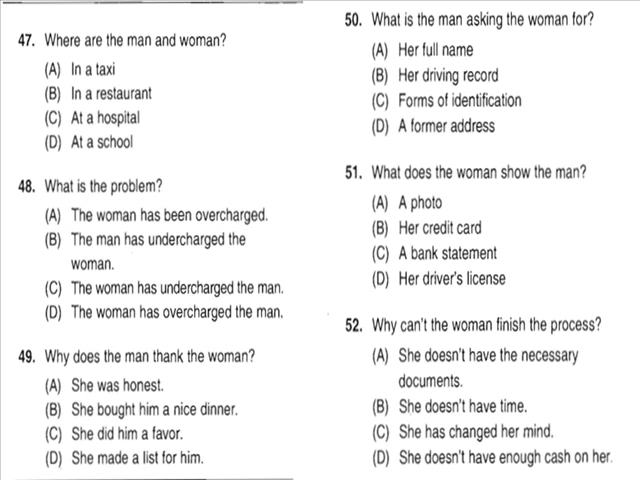 47. Where are the man and woman?
(A) In a taxi
(B) In a restaurant
(C) At a hospital
(D) At a school
48. What is the problem?
(A) The woman has been overcharged.
(B) The man has undercharged the
woman.
(C) The woman has undercharged the man.
(D) The woman has overcharged the man.
49. Why does the man thank the woman?
(A) She was honest.
(B) She bought him a nice dinner.
(C) She did him a favor.
(D) She made a list for him.
50. What is the man asking the woman for?
(A) Her full name
(B) Her driving record
(C) Forms of identification
(D) A former address
51. What does the woman show the man?
(A) A photo
(B) Her credit card
(C) A bank statement
(D) Her driver's license
52. Why can't the woman finish the process?
(A) She doesn't have the necessary
documents.
(B) She doesn't have time.
(C) She has changed her mind.
(D) She doesn't have enough cash on her.